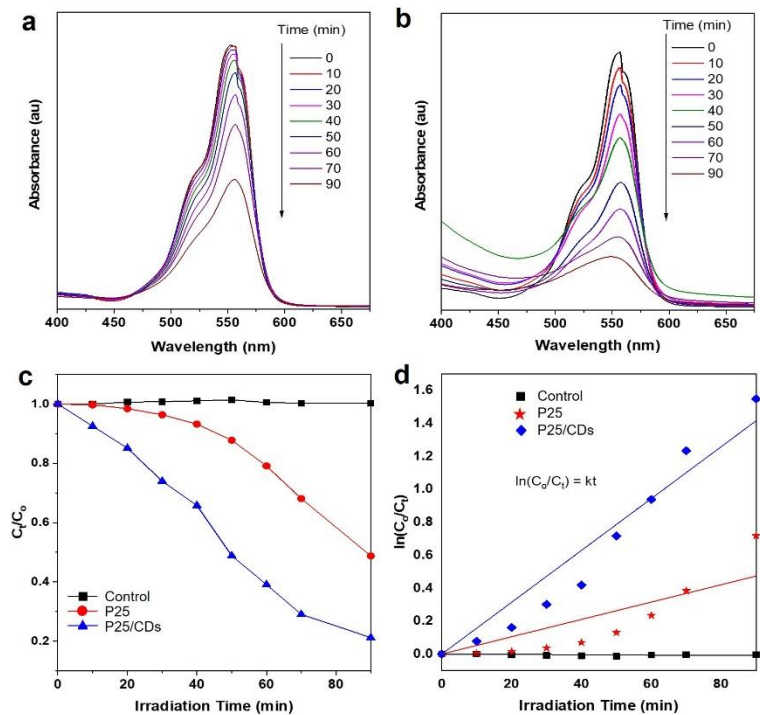 a
Time (min)
0
10
20
30
40
50
60
70
90
Absorbance (au)
400 450 500 550 600 650
Wavelength (nm)
b
Time (min)
0
10
20
30
40
50
60
70
90
Absorbance (au)
400 450 500 550 600 650
Wavelength (nm)
c
1.0
0.8
0.6
0.4
0.2
Cₜ/Cₒ
Control
P25
P25/CDs
0 20 40 60 80
Irradiation Time (min)
d
1.6
1.4
1.2
1.0
0.8
0.6
0.4
0.2
0.0
ln(Cₒ/Cₜ)
Control
P25
P25/CDs
ln(Cₒ/Cₜ) = kt
0 20 40 60 80
Irradiation Time (min)